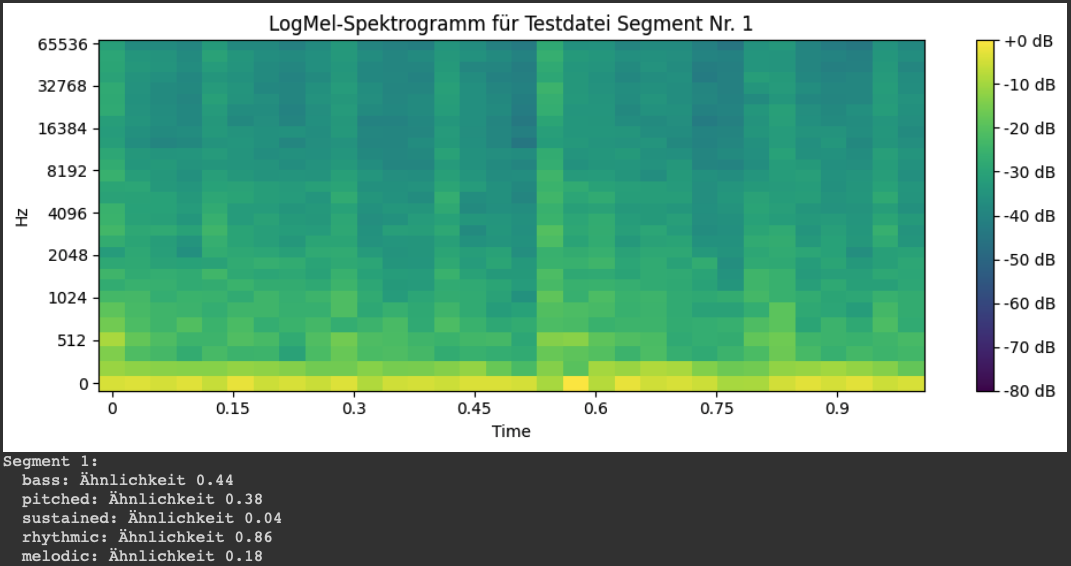 LogMel-Spektrogramm für Testdatei Segment Nr. 1
65536
32768
16384
8192
4096
2048
1024
512
0
Hz
0 0.15 0.3 0.45 0.6 0.75 0.9
Time
+0 dB
-10 dB
-20 dB
-30 dB
-40 dB
-50 dB
-60 dB
-70 dB
-80 dB
Segment 1:
bass: Ähnlichkeit 0.44
pitched: Ähnlichkeit 0.38
sustained: Ähnlichkeit 0.04
rhythmic: Ähnlichkeit 0.86
melodic: Ähnlichkeit 0.18